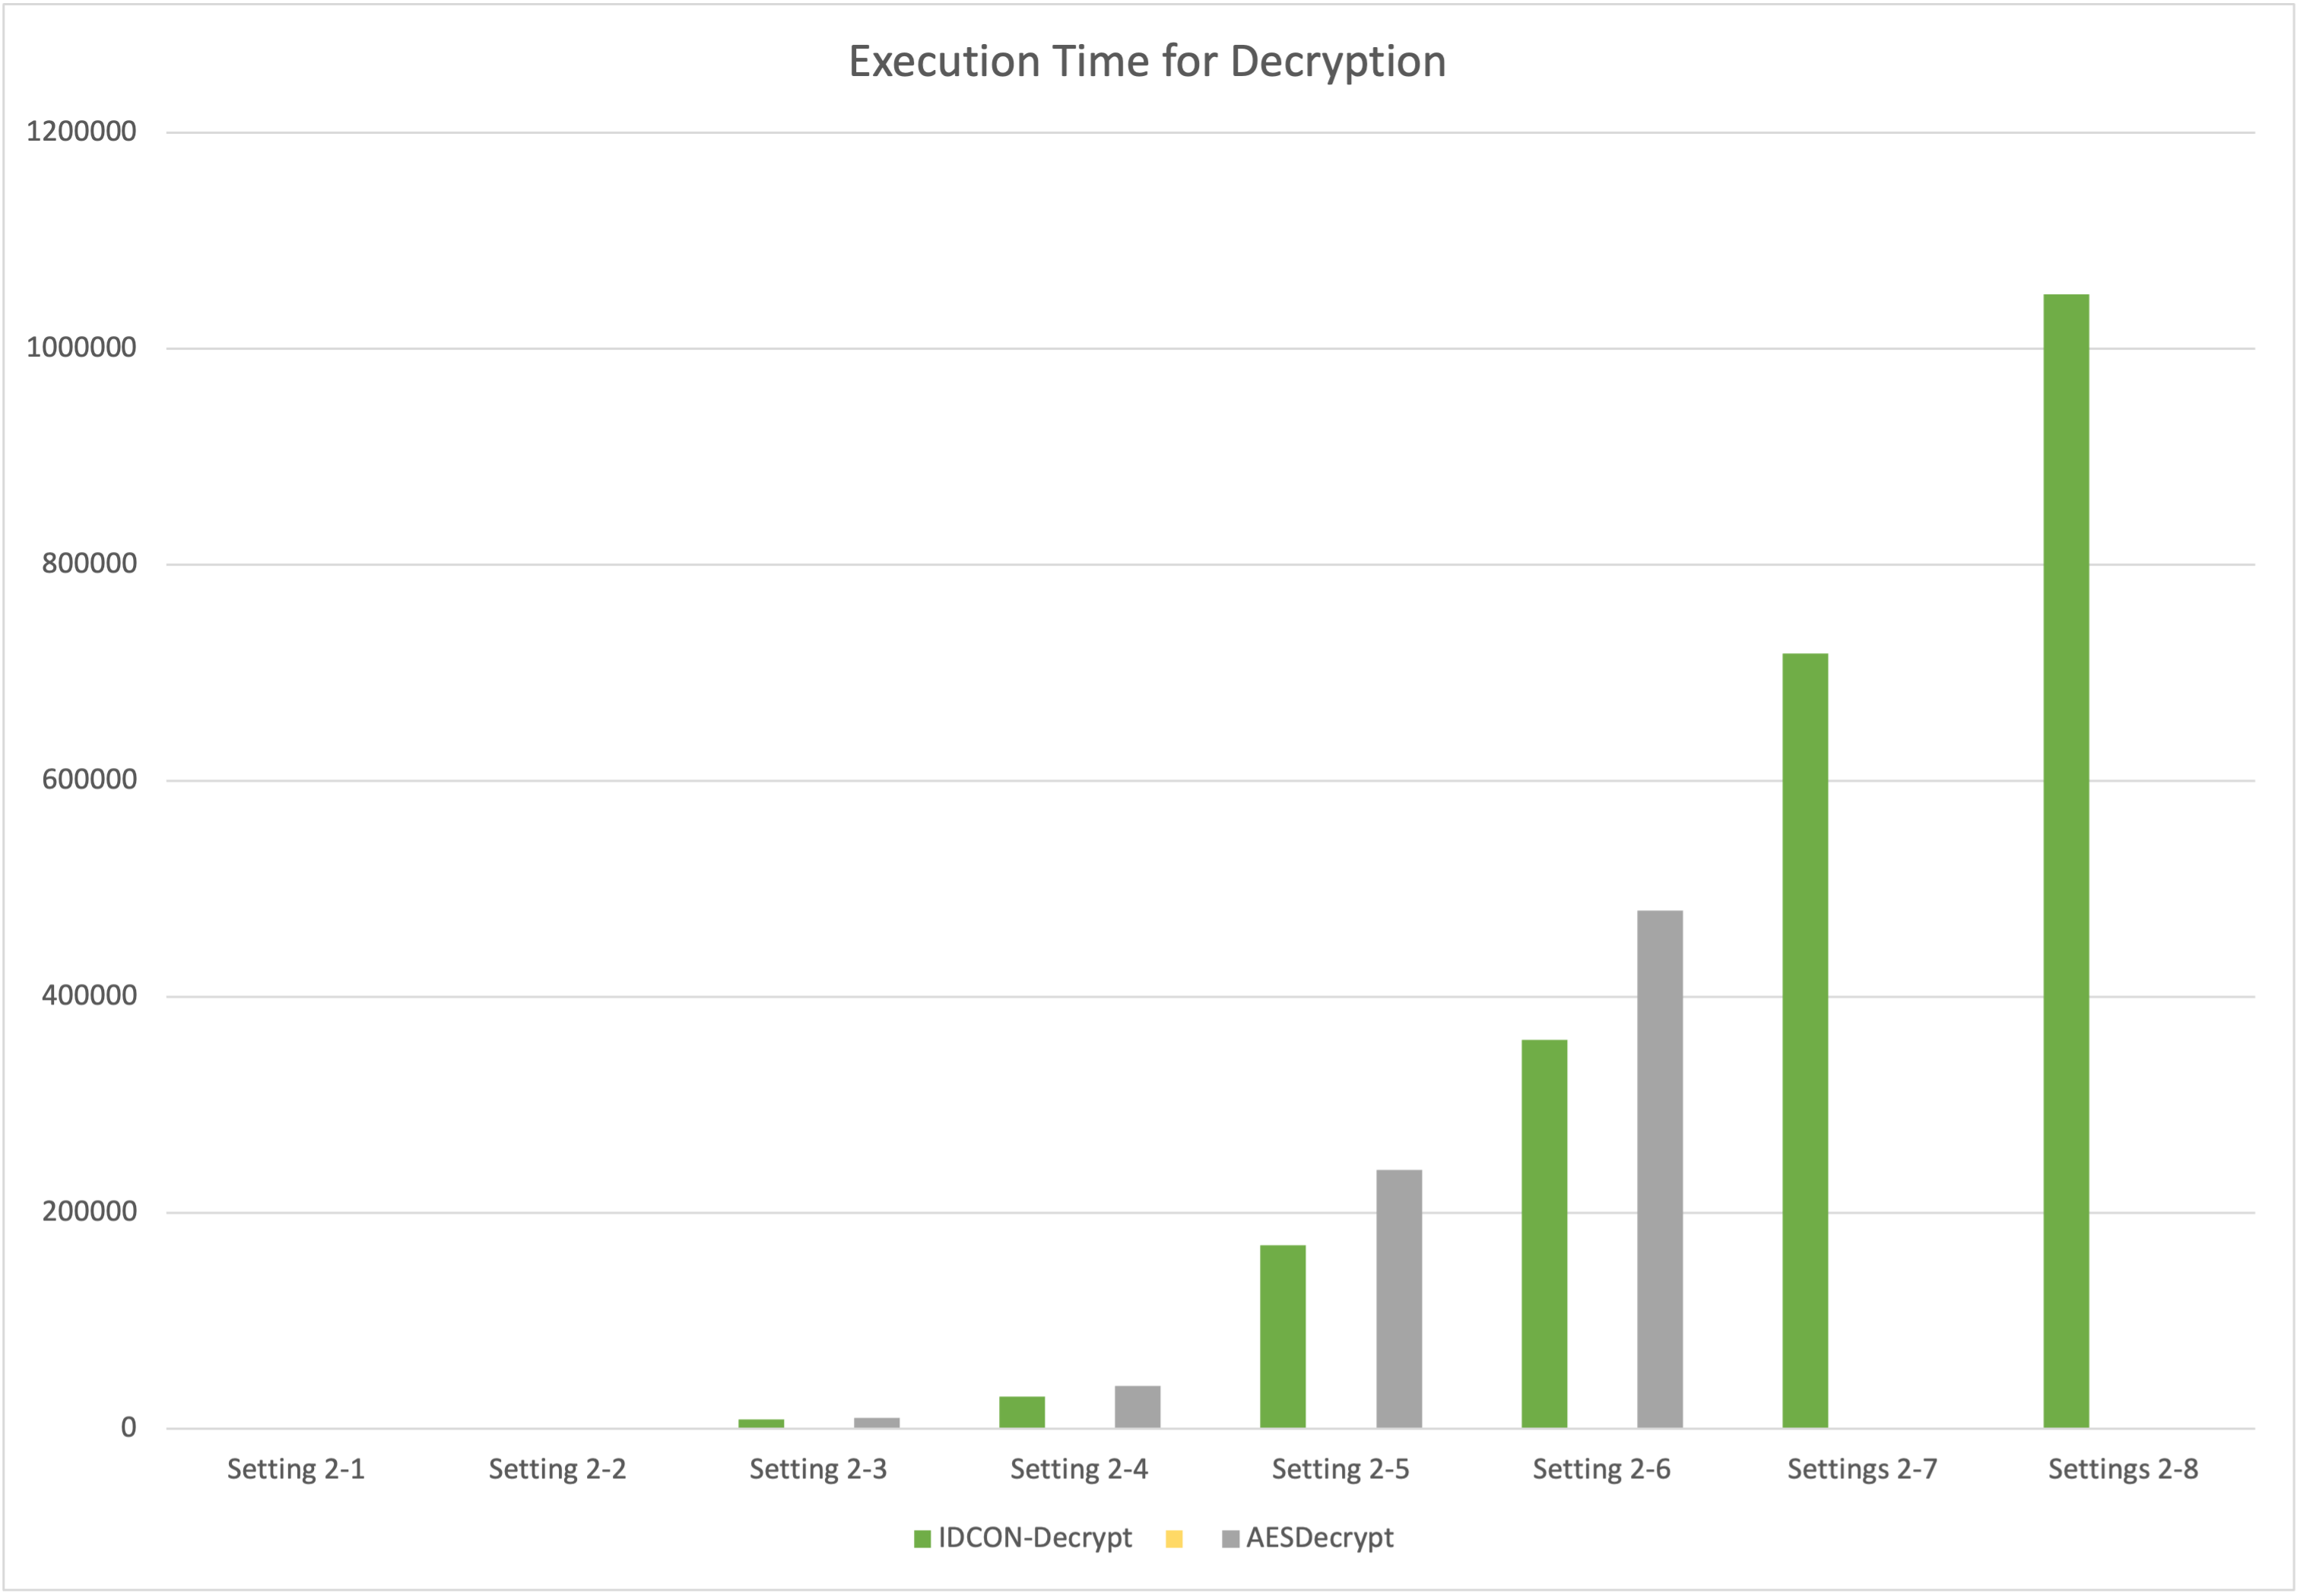 Execution Time for Decryption
1200000
1000000
800000
600000
400000
200000
0
Setting 2-1 Setting 2-2 Setting 2-3 Setting 2-4 Setting 2-5 Setting 2-6 Settings 2-7 Settings 2-8
IDCON-Decrypt AESDecrypt